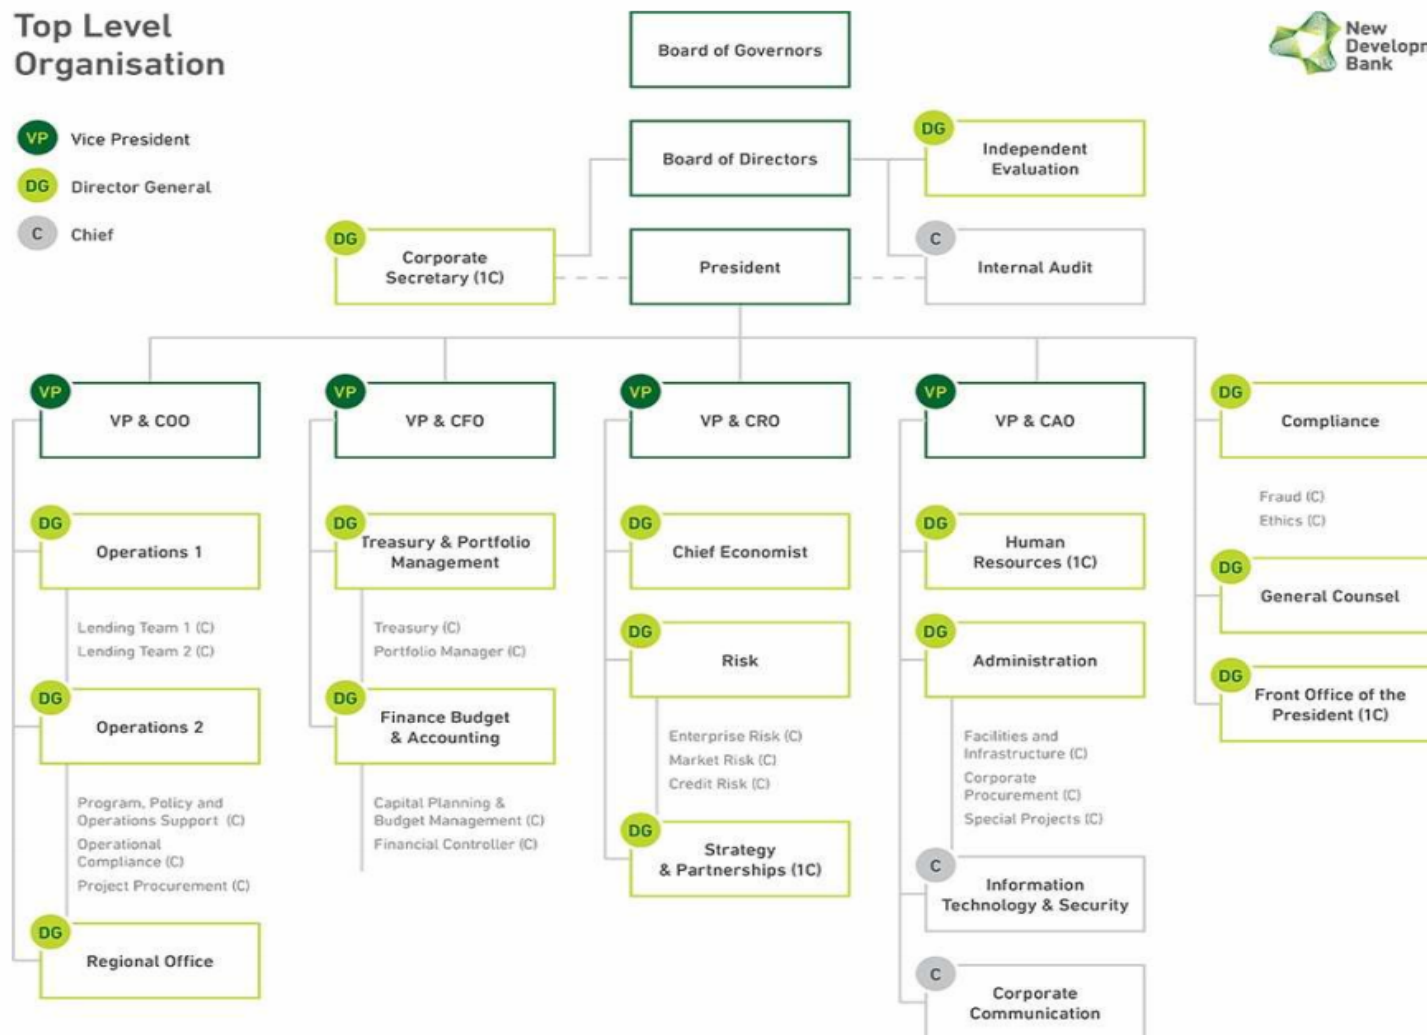 Top Level
Organisation
New
Bank
VP Vice President
DG Director General
C Chief
Board of Governors
Board of Directors
DG
Independent
Evaluation
DG
Corporate
Secretary (1C)
President
C
Internal Audit
VP
VP & COO
VP
VP & CFO
VP
VP & CRO
VP
VP & CAO
DG
Compliance
Fraud (C)
Ethics (C)
DG
Operations 1
Lending Team 1 (C)
Lending Team 2 (C)
DG
Operations 2
Program, Policy and
Operations Support (C)
Operational
Compliance (C)
Project Procurement (C)
DG
Regional Office
DG
Treasury & Portfolio
Management
Treasury (C)
Portfolio Manager (C)
DG
Finance Budget
& Accounting
Capital Planning &
Budget Management (C)
Financial Controller (C)
DG
Chief Economist
DG
Risk
Enterprise Risk (C)
Market Risk (C)
Credit Risk (C)
DG
Strategy
& Partnerships (1C)
DG
Human
Resources (1C)
DG
Administration
Facilities and
Infrastructure (C)
Corporate
Procurement (C)
Special Projects (C)
C
Information
Technology & Security
C
Corporate
Communication
DG
General Counsel
DG
Front Office of the
President (1C)